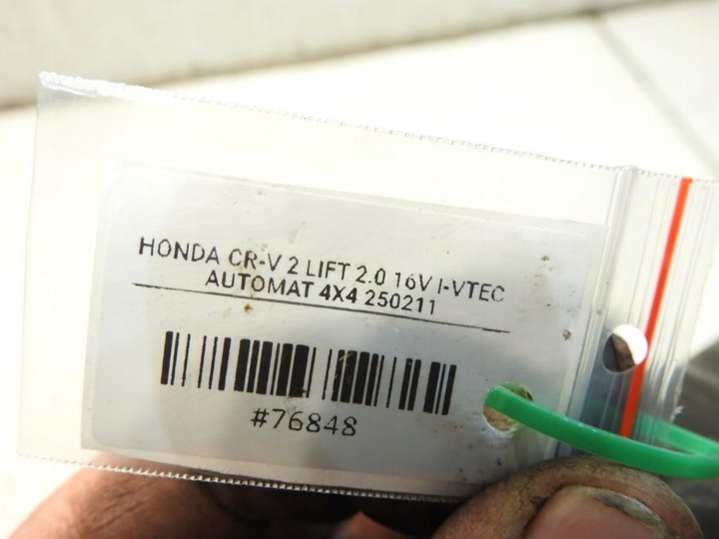 HONDA CR-V 2 LIFT 2.0 16V I-VTEC
AUTOMAT 4X4 250211
#76848